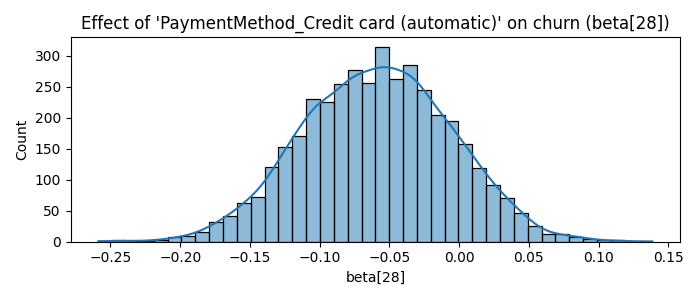 Effect of 'PaymentMethod_Credit card (automatic)' on churn (beta[28])
300
250
200
150
100
50
0
Count
−0.25 −0.20 −0.15 −0.10 −0.05 0.00 0.05 0.10 0.15
beta[28]